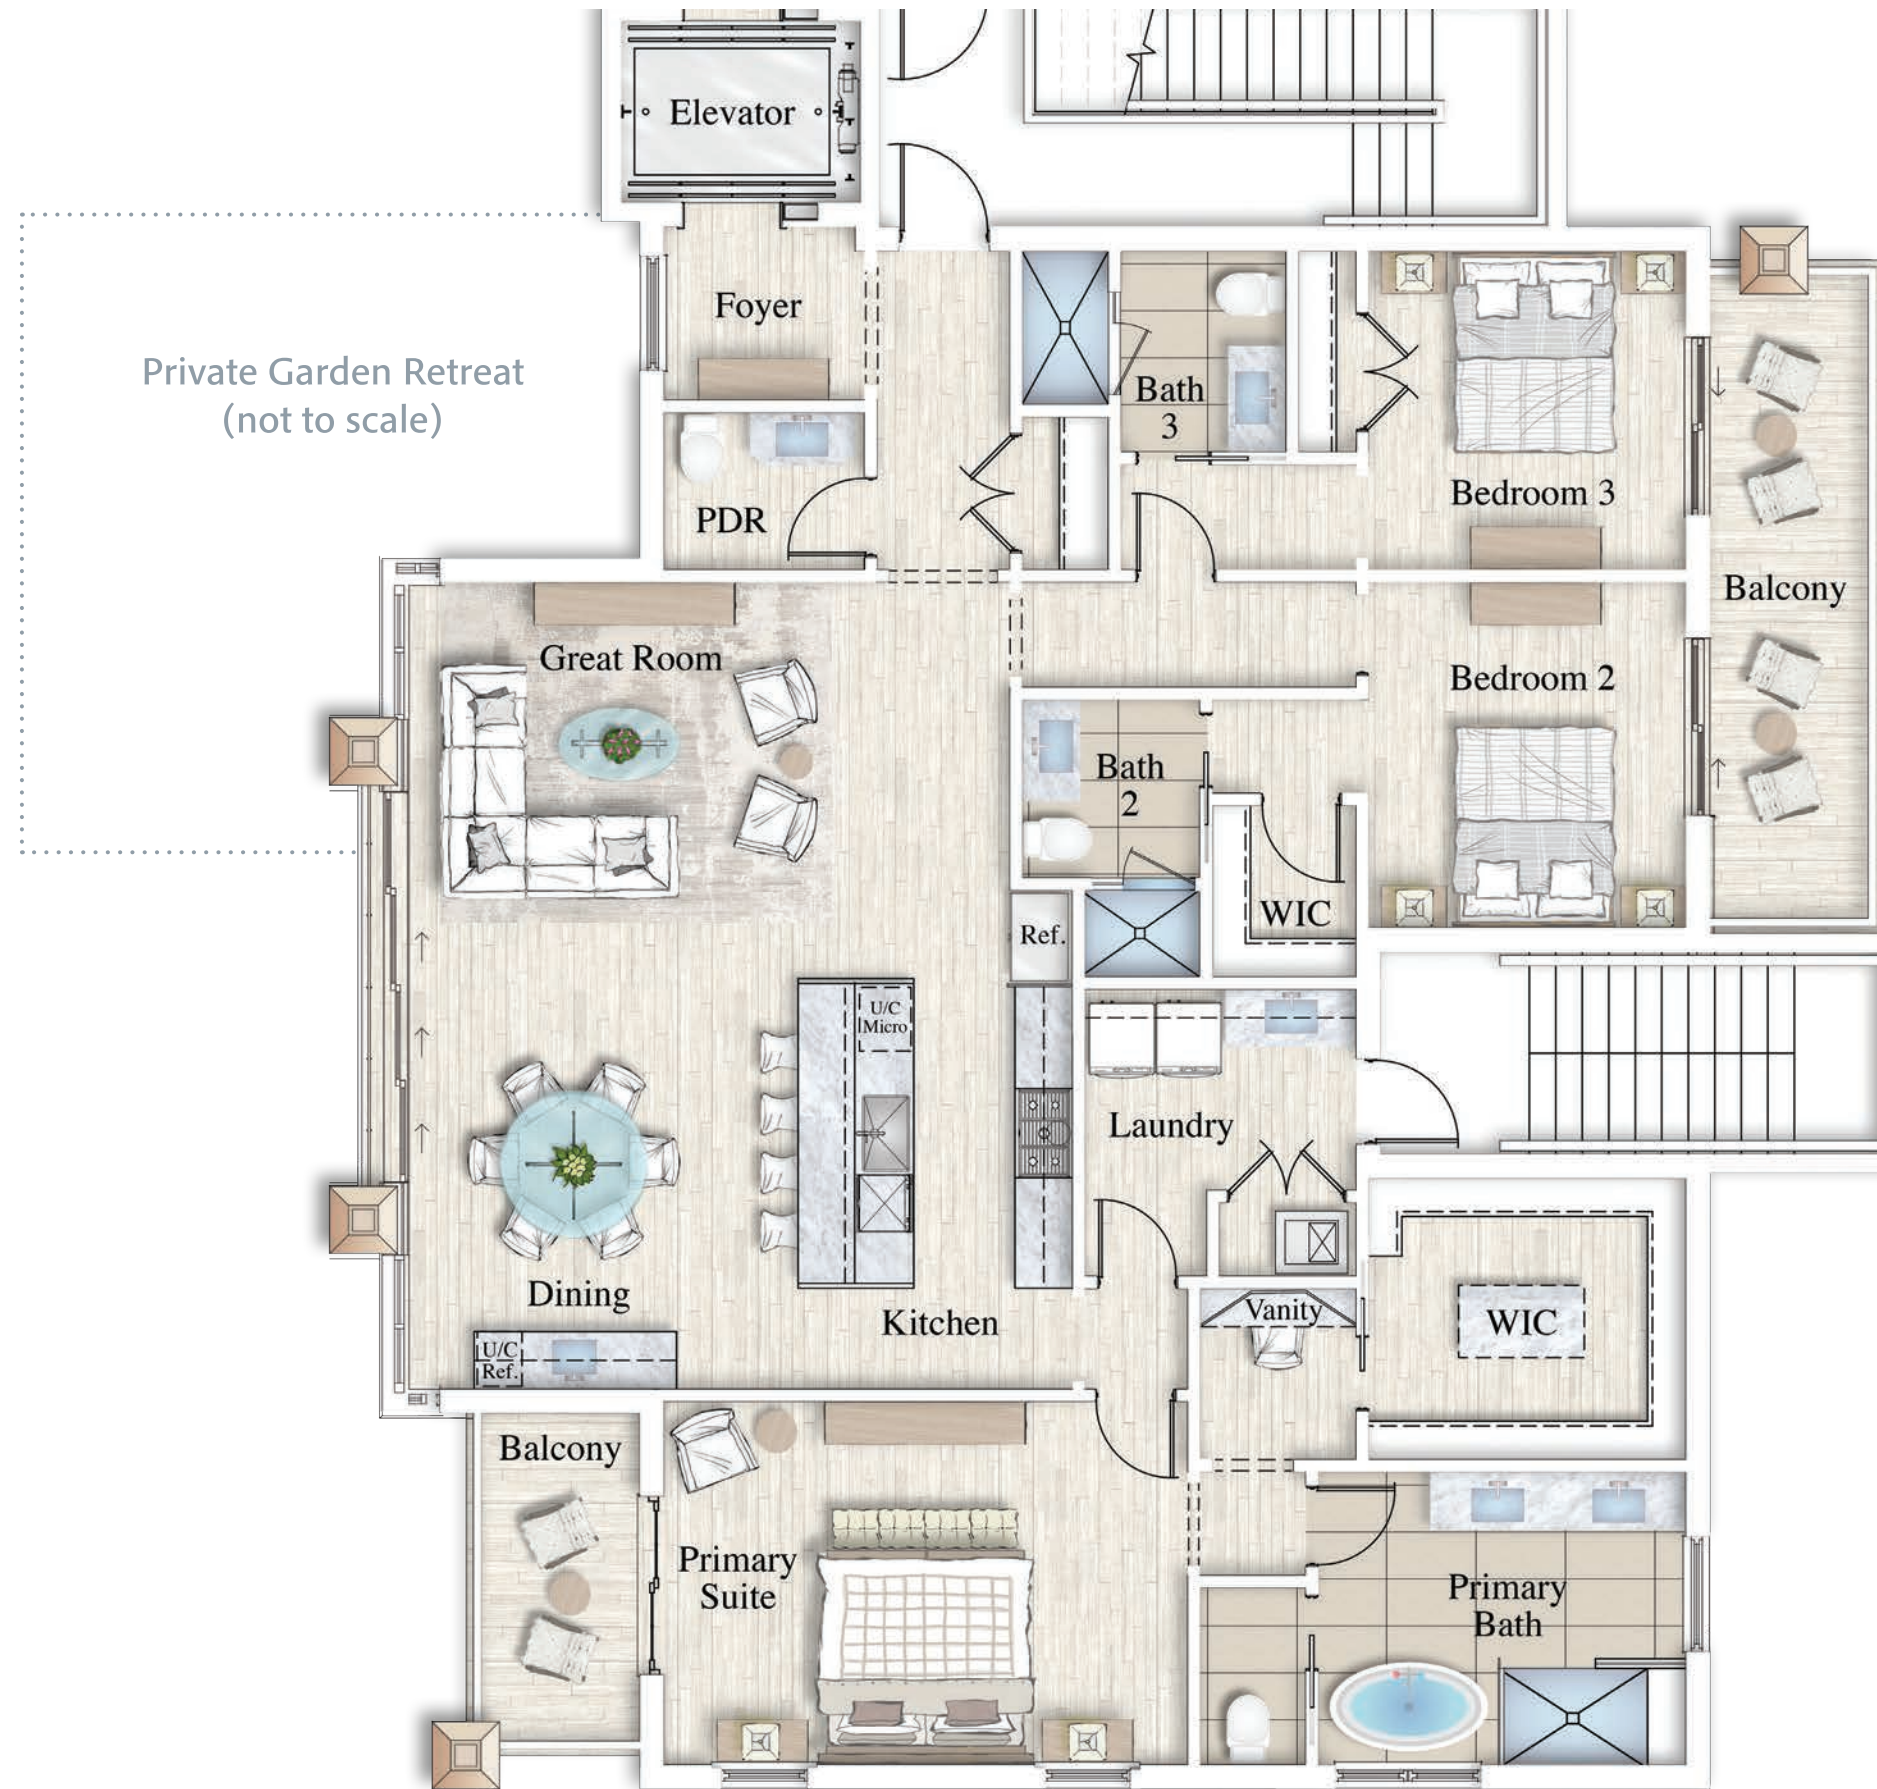 Elevator
Foyer
Private Garden Retreat
(not to scale)
Bath
3
PDR
Bedroom 3
Balcony
Great Room
Bedroom 2
Bath
2
WIC
Ref.
U/C
Micro
Laundry
Dining
Kitchen
Vanity
WIC
U/C
Ref.
Balcony
Primary
Suite
Primary
Bath